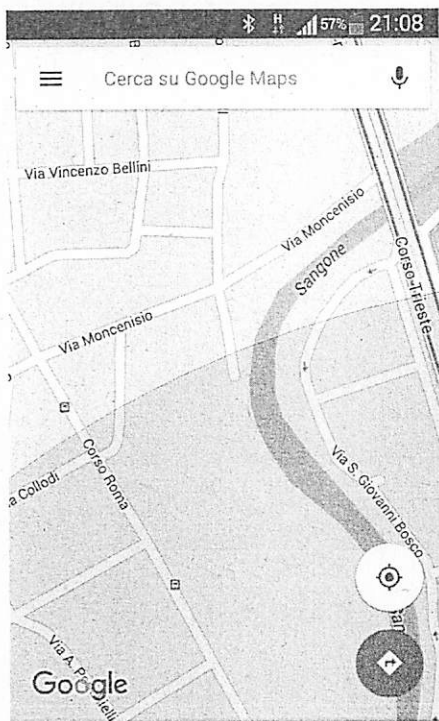 H
57% 21:08
Cerca su Google Maps
Via Vincenzo Bellini
Via Moncenisio
Sangone
Corso Trieste
Via Moncenisio
Corso Roma
Collodi
Via S. Giovanni Bosco
Via A.
Google